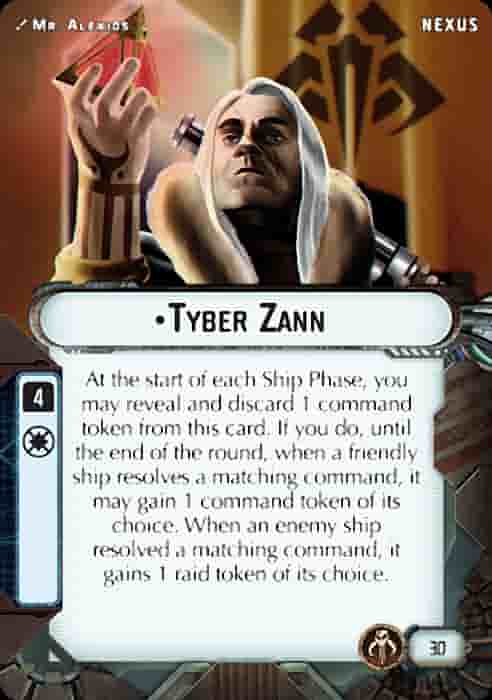 Mr Alexios
NEXUS
•TYBER ZANN
At the start of each Ship Phase, you
may reveal and discard 1 command
token from this card. If you do, until
the end of the round, when a friendly
ship resolves a matching command, it
may gain 1 command token of its
choice. When an enemy ship
resolved a matching command, it
gains 1 raid token of its choice.
4
30